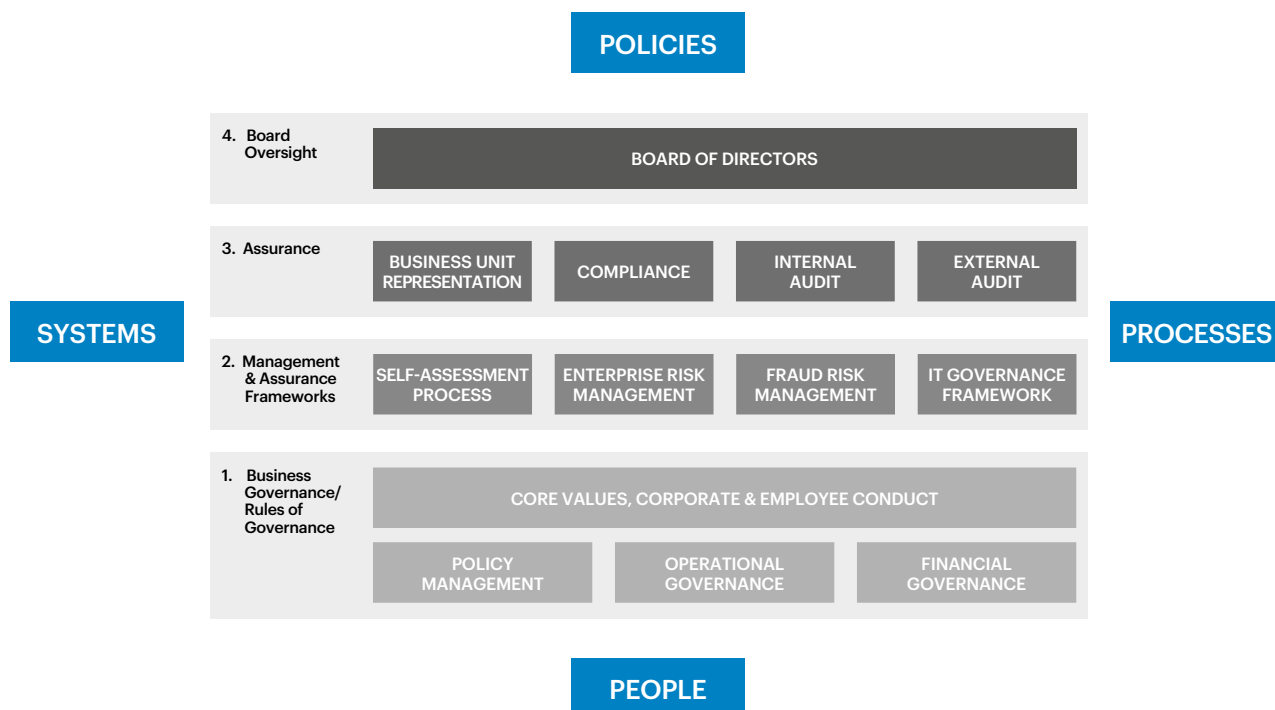 POLICIES
4. Board
Oversight
BOARD OF DIRECTORS
3. Assurance
BUSINESS UNIT
REPRESENTATION
COMPLIANCE
INTERNAL
AUDIT
EXTERNAL
AUDIT
SYSTEMS
PROCESSES
2. Management
& Assurance
Frameworks
SELF-ASSESSMENT
PROCESS
ENTERPRISE RISK
MANAGEMENT
FRAUD RISK
MANAGEMENT
IT GOVERNANCE
FRAMEWORK
1. Business
Governance/
Rules of
Governance
CORE VALUES, CORPORATE & EMPLOYEE CONDUCT
POLICY
MANAGEMENT
OPERATIONAL
GOVERNANCE
FINANCIAL
GOVERNANCE
PEOPLE